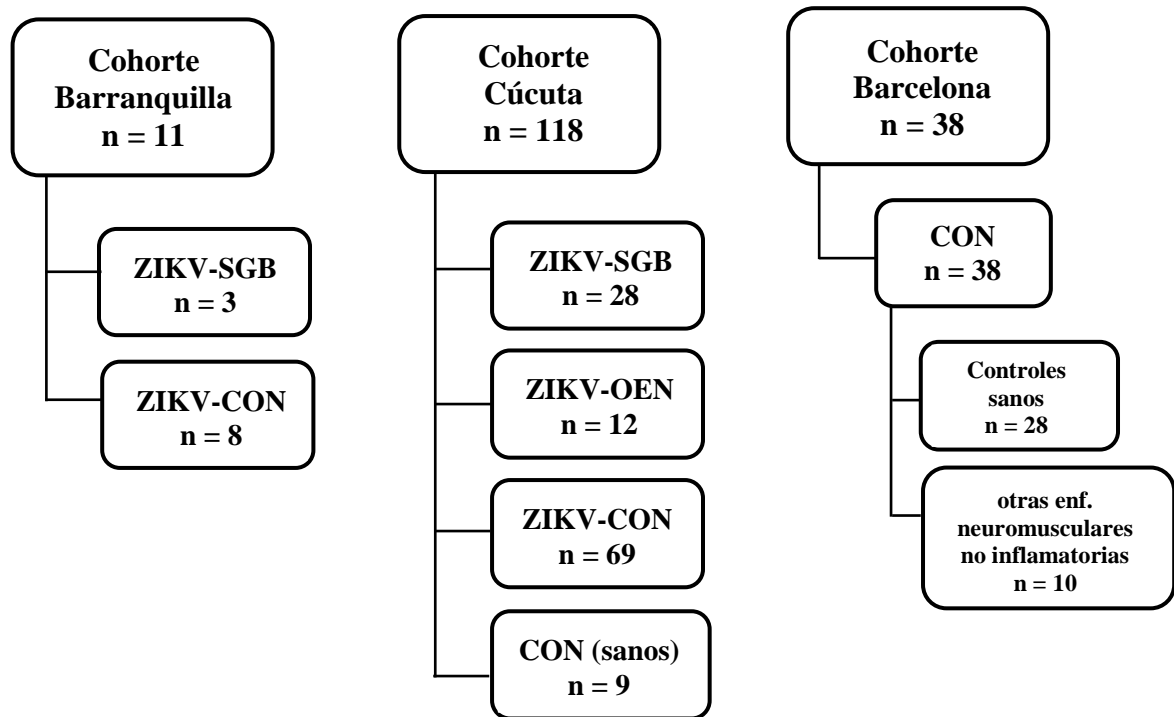 Cohorte
Barranquilla
n = 11
ZIKV-SGB
n = 3
ZIKV-CON
n = 8
Cohorte
Cúcuta
n = 118
ZIKV-SGB
n = 28
ZIKV-OEN
n = 12
ZIKV-CON
n = 69
CON (sanos)
n = 9
Cohorte
Barcelona
n = 38
CON
n = 38
Controles
sanos
n = 28
otras enf.
neuromusculares
no inflamatorias
n = 10